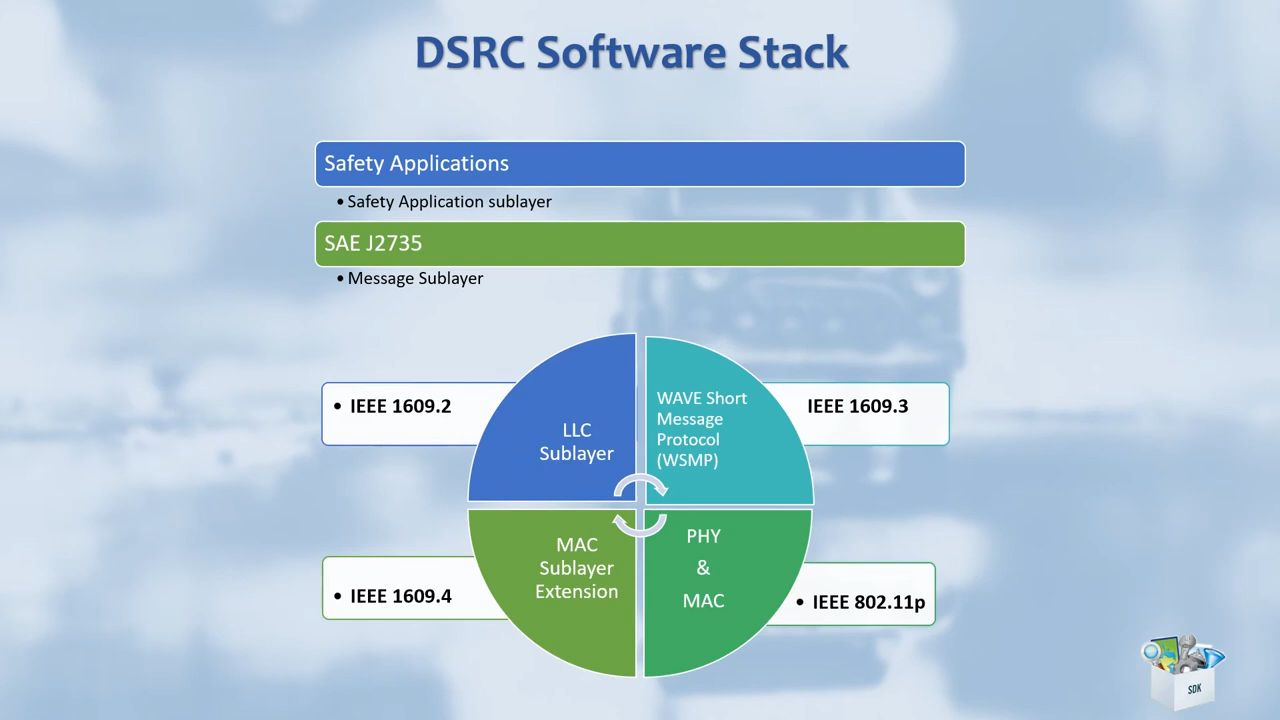 DSRC Software Stack
Safety Applications
• Safety Application sublayer
SAE J2735
• Message Sublayer
• IEEE 1609.2
LLC
Sublayer
WAVE Short
Message
Protocol
(WSMP)
IEEE 1609.3
• IEEE 1609.4
MAC
Sublayer
Extension
PHY
&
MAC
• IEEE 802.11p
SDK